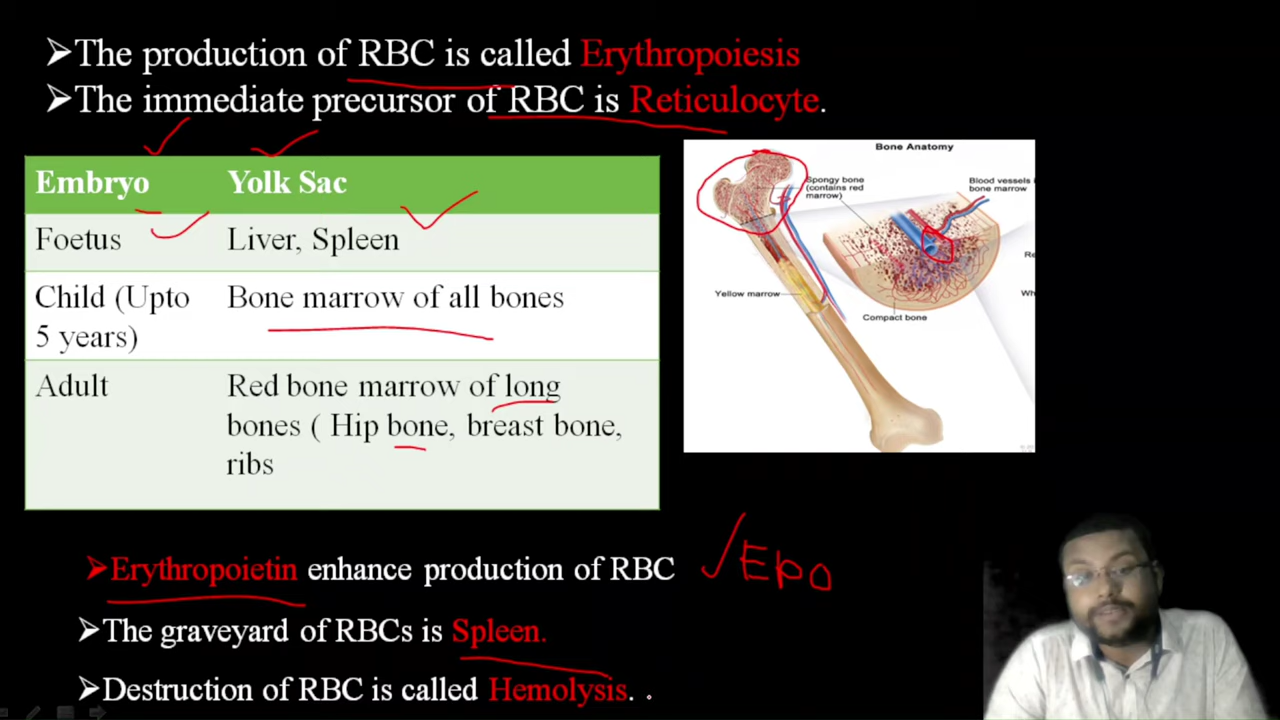 ➢The production of RBC is called Erythropoiesis
➢The immediate precursor of RBC is Reticulocyte.
Embryo Yolk Sac
Foetus Liver, Spleen
Child (Upto Bone marrow of all bones
5 years)
Adult Red bone marrow of long
bones ( Hip bone, breast bone,
ribs
Bone Anatomy
Spongy bone
(contains red
marrow)
Blood vessels
bone marrow
Re
Yellow marrow
Wh
Compact bone
➢Erythropoietin enhance production of RBC
EPO
➢The graveyard of RBCs is Spleen.
➢Destruction of RBC is called Hemolysis.